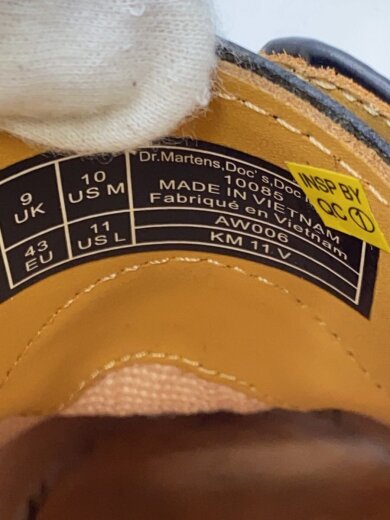 9
UK
10
US M
43
EU
11
US L
Dr.Martens, Doc's, Doc
10085
MADE IN VIETNAM
Fabriqué en Vietnam
AW006
KM 11 V
INSP BY
QC 1